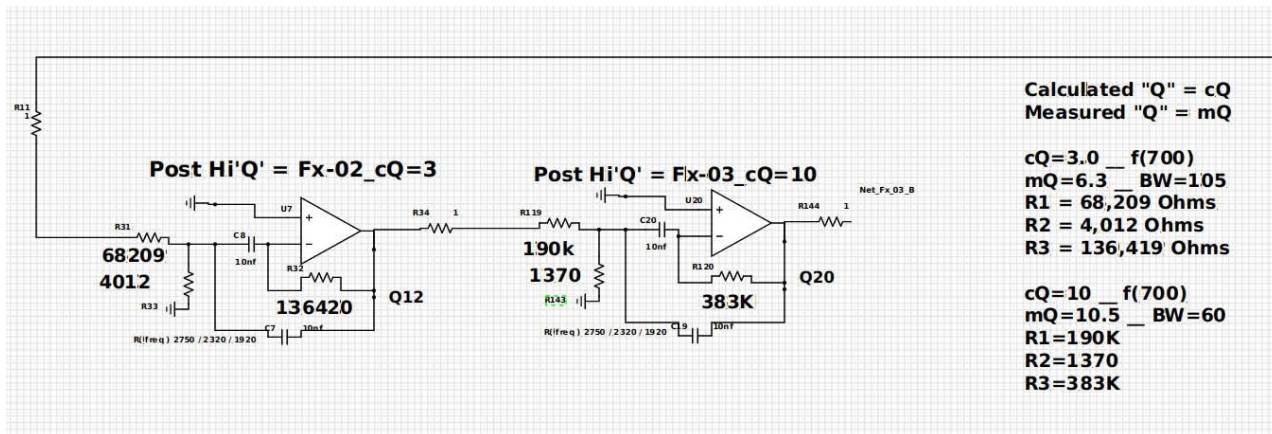 R11
1
Post Hi'Q' = Fx-02_cQ=3
U7
+
−
R31
68209
4012
R33
C8
10nf
R32
136420
C7
10nf
R(!freq ) 2750 / 2320 / 1920
Q12
R34
1
Post Hi'Q' = Fx-03_cQ=10
U20
+
−
R119
190k
1370
R143
C20
10nf
R120
383K
C19
10nf
R(!freq ) 2750 / 2320 / 1920
Q20
R144
1
Net_Fx_03_B
Calculated "Q" = cQ
Measured "Q" = mQ
cQ=3.0 __ f(700)
mQ=6.3 __ BW=105
R1 = 68,209 Ohms
R2 = 4,012 Ohms
R3 = 136,419 Ohms
cQ=10 __ f(700)
mQ=10.5 __ BW=60
R1=190K
R2=1370
R3=383K